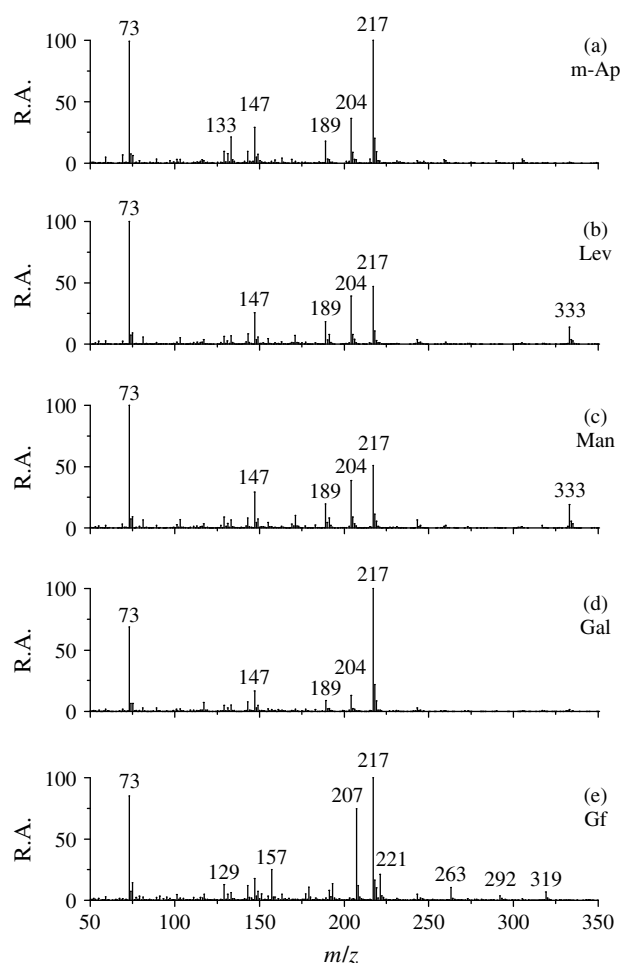 100 73 217 (a)
m-Ap
R.A. 50 133 147 189 204
0
100 73 (b)
Lev
R.A. 50 147 189 204 217 333
0
100 73 (c)
Man
R.A. 50 147 189 204 217 333
0
100 73 217 (d)
Gal
R.A. 50 147 189 204
0
100 73 207 217 (e)
Gf
R.A. 50 129 157 221 263 292 319
0
50 100 150 200 250 300 350
m/z